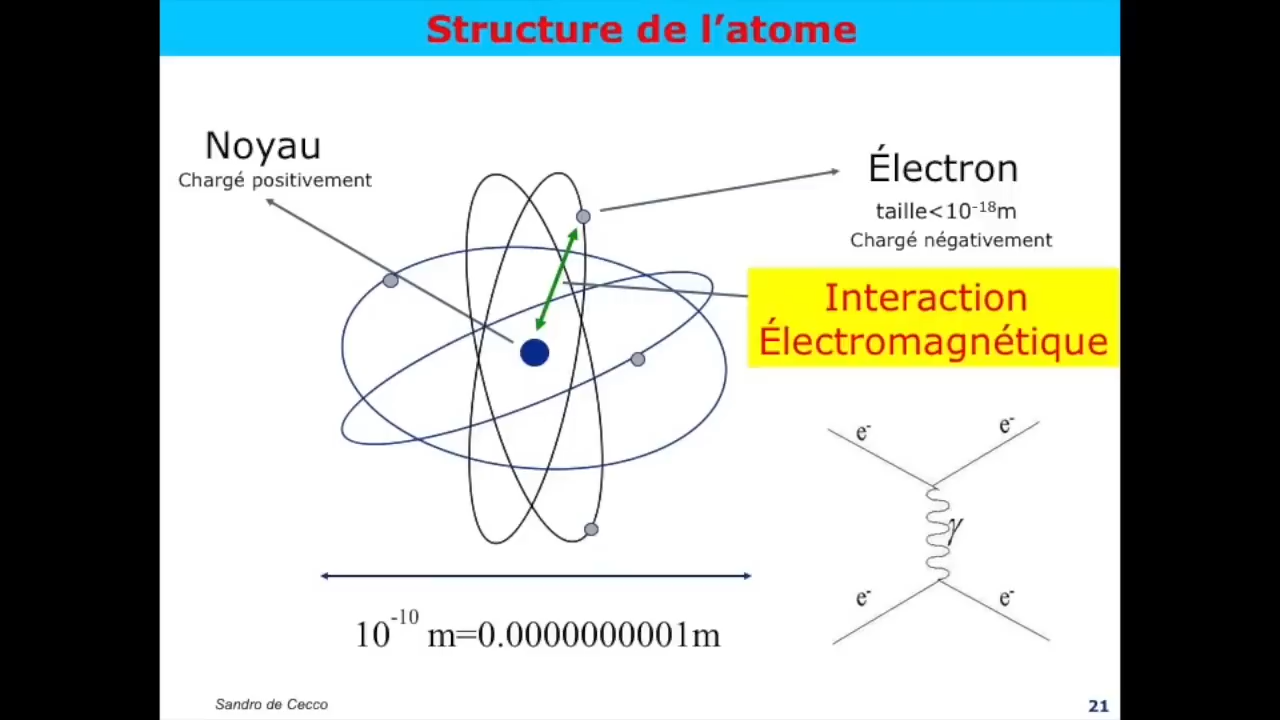 Structure de l'atome
Noyau
Chargé positivement
Électron
taille<10⁻¹⁸m
Chargé négativement
Interaction
Électromagnétique
e⁻
e⁻
γ
e⁻
e⁻
10⁻¹⁰ m=0.0000000001m
Sandro de Cecco
21